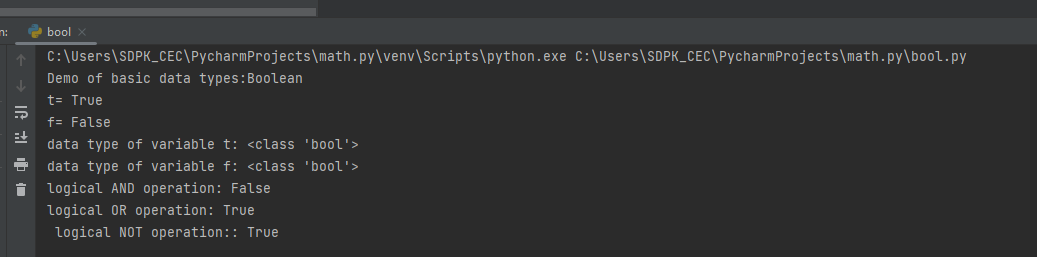 n:
bool
C:\Users\SDPK_CEC\PycharmProjects\math.py\venv\Scripts\python.exe C:\Users\SDPK_CEC\PycharmProjects\math.py\bool.py
Demo of basic data types:Boolean
t= True
f= False
data type of variable t: <class 'bool'>
data type of variable f: <class 'bool'>
logical AND operation: False
logical OR operation: True
 logical NOT operation:: True